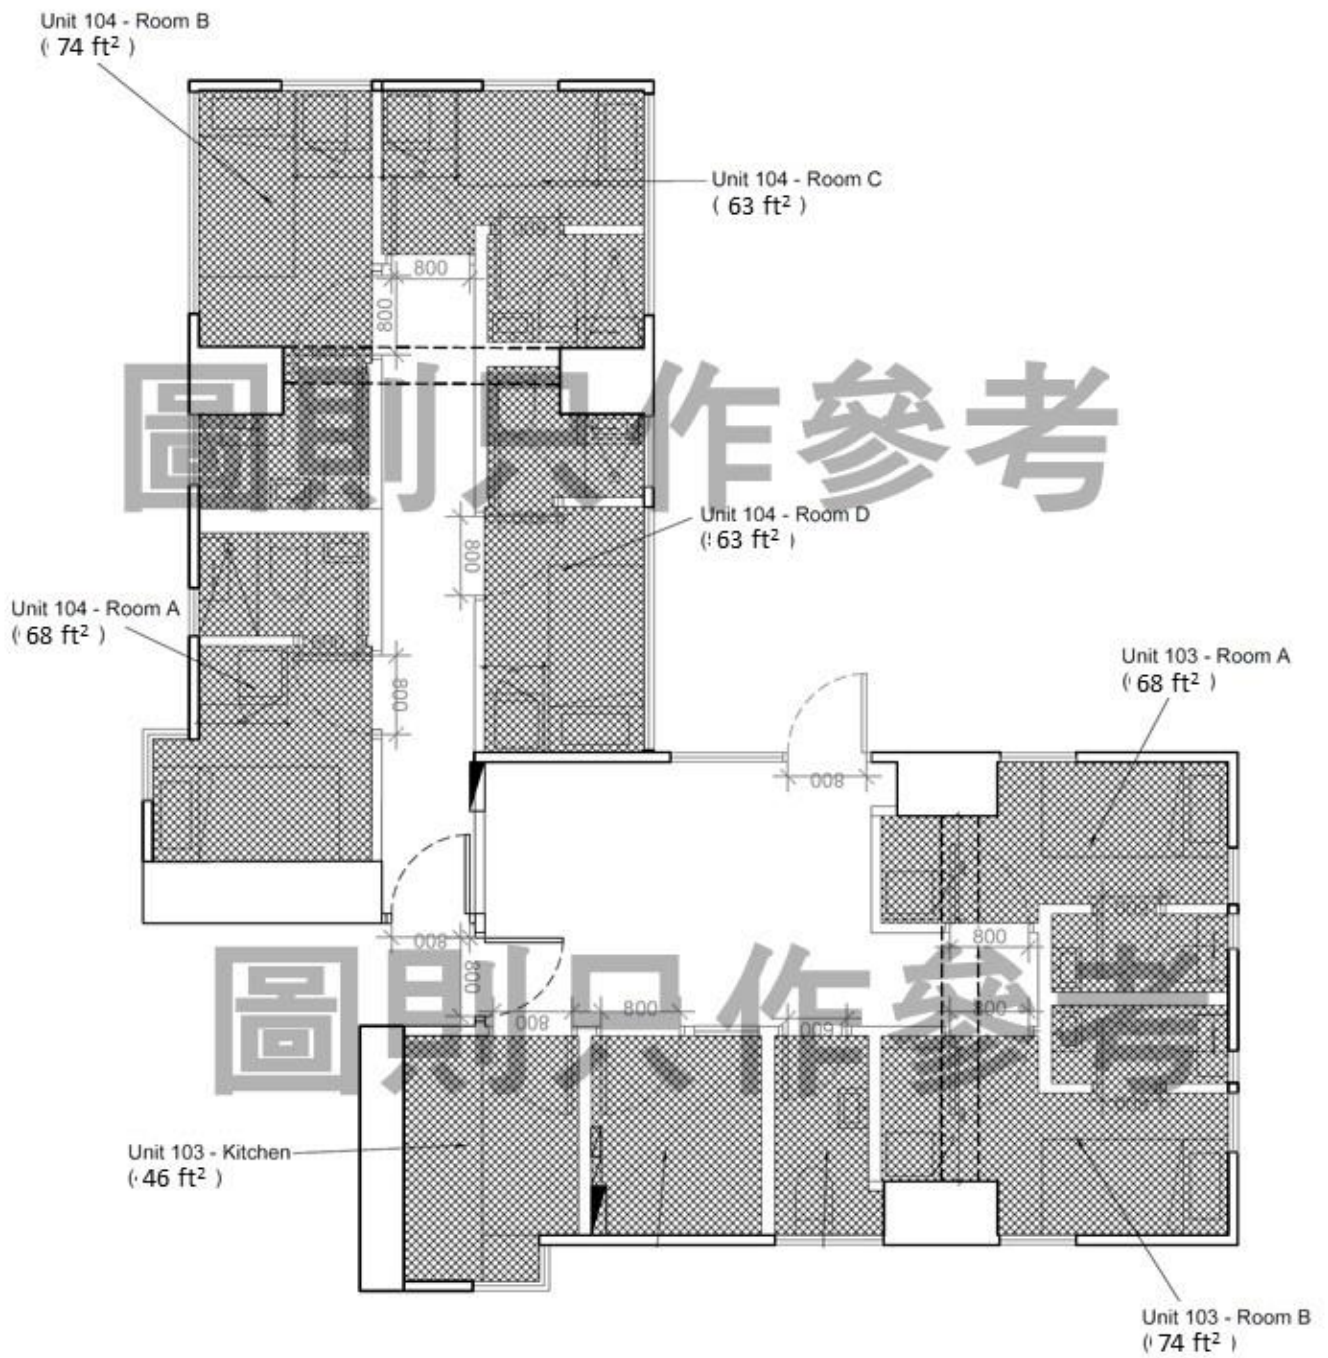 Unit 104 - Room B
( 74 ft² )
Unit 104 - Room C
( 63 ft² )
800
800
圖則只作參考
Unit 104 - Room D
( 63 ft² )
800
Unit 104 - Room A
( 68 ft² )
800
Unit 103 - Room A
( 68 ft² )
800
600
800
800
800
圖則只作參考
800
800
800
600
600
Unit 103 - Kitchen
( 46 ft² )
Unit 103 - Room B
( 74 ft² )